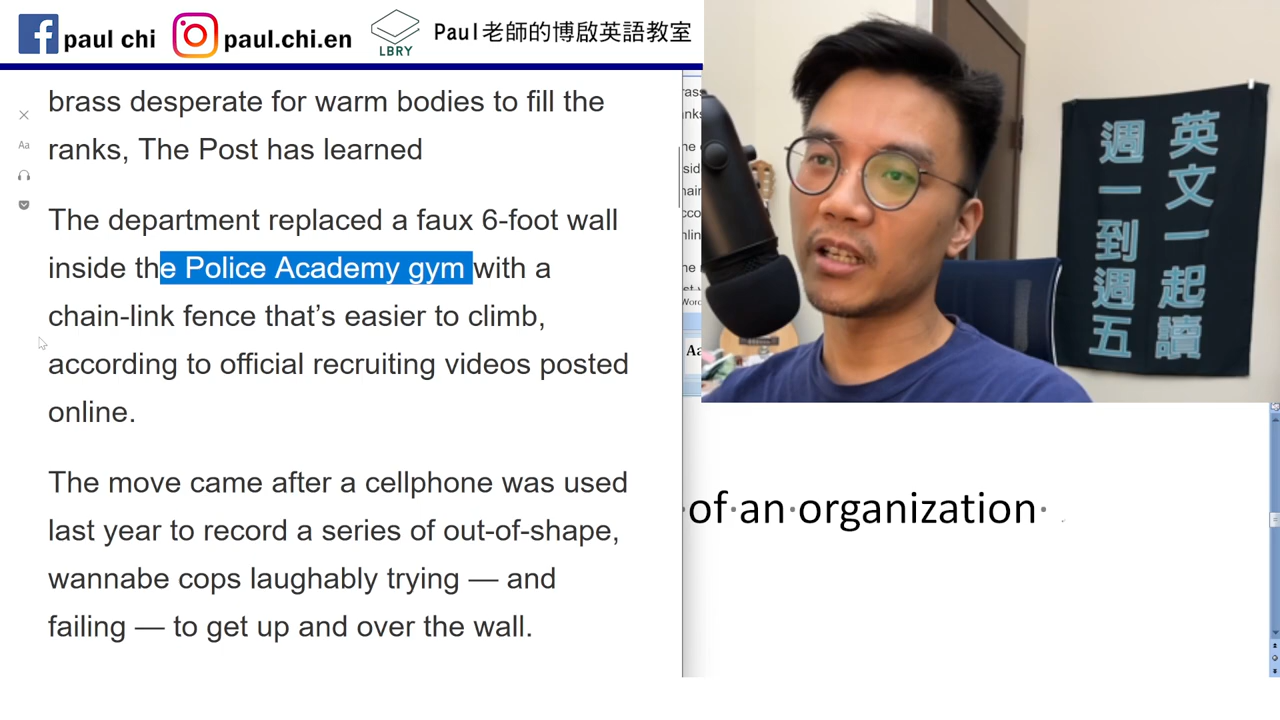 paul chi
paul.chi.en
LBRY
Paul老師的博啟英語教室
brass desperate for warm bodies to fill the
ranks, The Post has learned
The department replaced a faux 6-foot wall
inside the Police Academy gym with a
chain-link fence that’s easier to climb,
according to official recruiting videos posted
online.
The move came after a cellphone was used
last year to record a series of out-of-shape,
wannabe cops laughably trying — and
failing — to get up and over the wall.
Aa
of an organization
英文一起讀
週一到週五